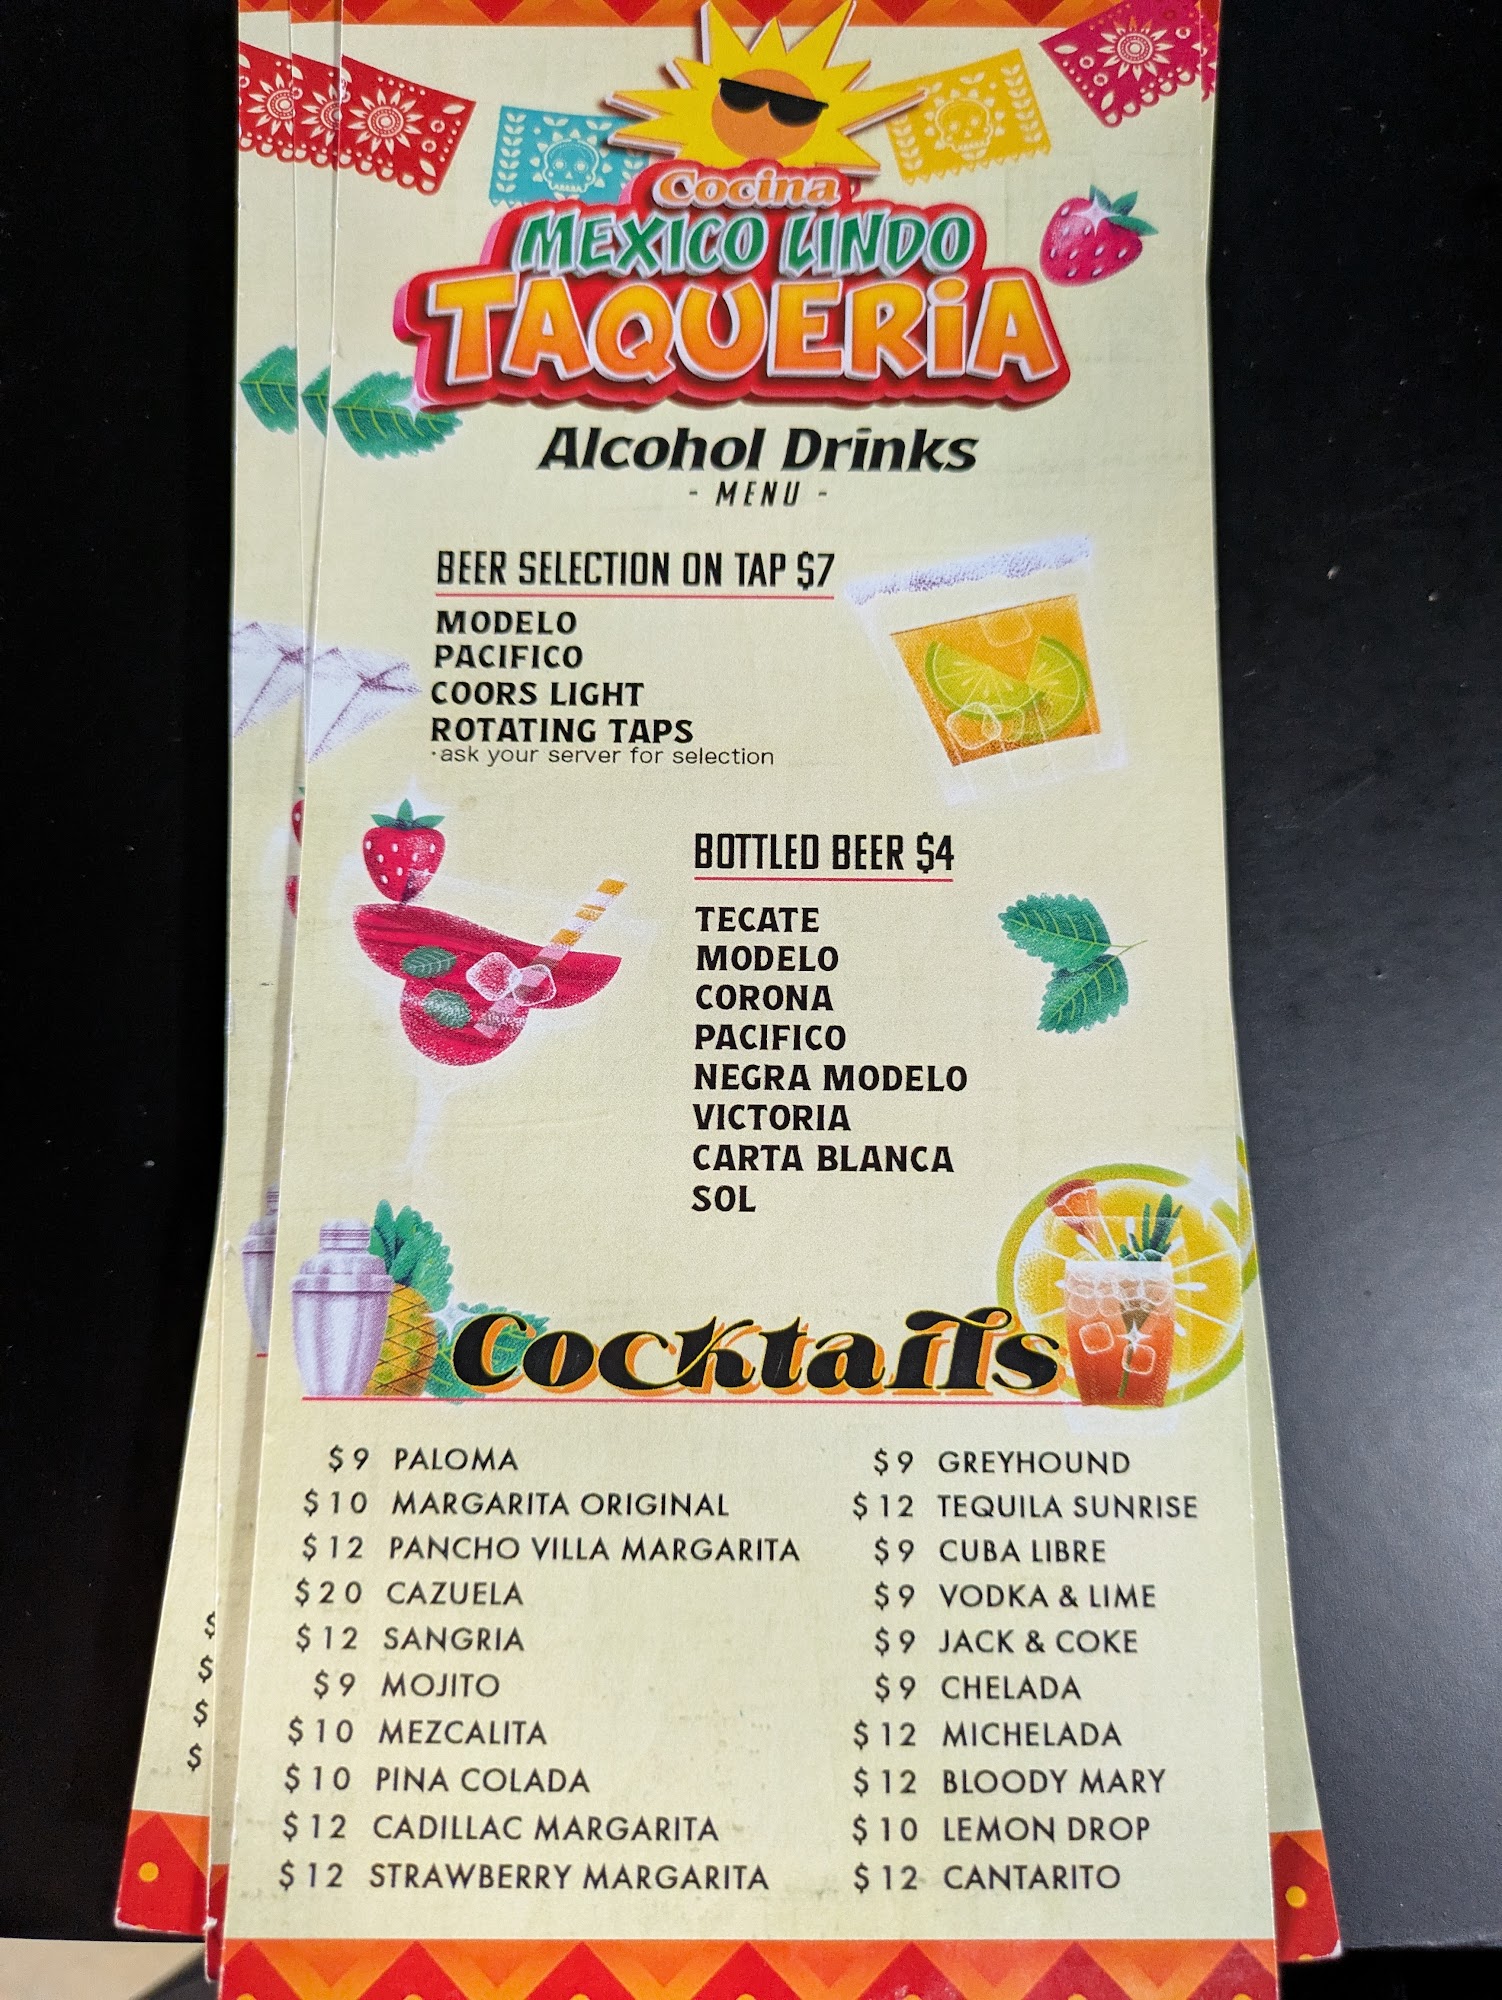 Cocina
MEXICO LINDO
TAQUERiA
Alcohol Drinks
- MENU -
BEER SELECTION ON TAP $7
MODELO
PACIFICO
COORS LIGHT
ROTATING TAPS
·ask your server for selection
BOTTLED BEER $4
TECATE
MODELO
CORONA
PACIFICO
NEGRA MODELO
VICTORIA
CARTA BLANCA
SOL
Cocktails
$9 PALOMA
$10 MARGARITA ORIGINAL
$12 PANCHO VILLA MARGARITA
$20 CAZUELA
$12 SANGRIA
$9 MOJITO
$10 MEZCALITA
$10 PINA COLADA
$12 CADILLAC MARGARITA
$12 STRAWBERRY MARGARITA
$9 GREYHOUND
$12 TEQUILA SUNRISE
$9 CUBA LIBRE
$9 VODKA & LIME
$9 JACK & COKE
$9 CHELADA
$12 MICHELADA
$12 BLOODY MARY
$10 LEMON DROP
$12 CANTARITO
$
$
$
$